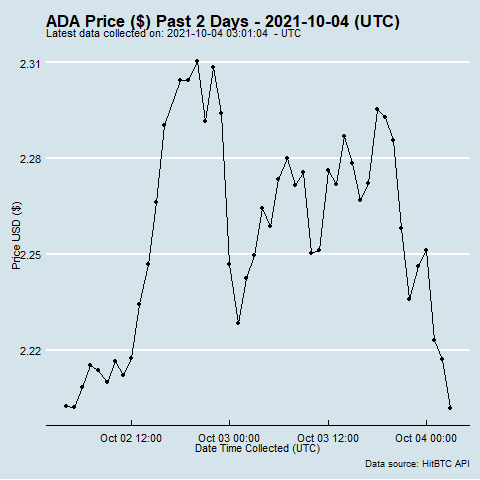 ADA Price ($) Past 2 Days - 2021-10-04 (UTC)
Latest data collected on: 2021-10-04 03:01:04  - UTC
2.31
2.28
2.25
2.22
Price USD ($)
Oct 02 12:00
Oct 03 00:00
Oct 03 12:00
Oct 04 00:00
Date Time Collected (UTC)
Data source: HitBTC API